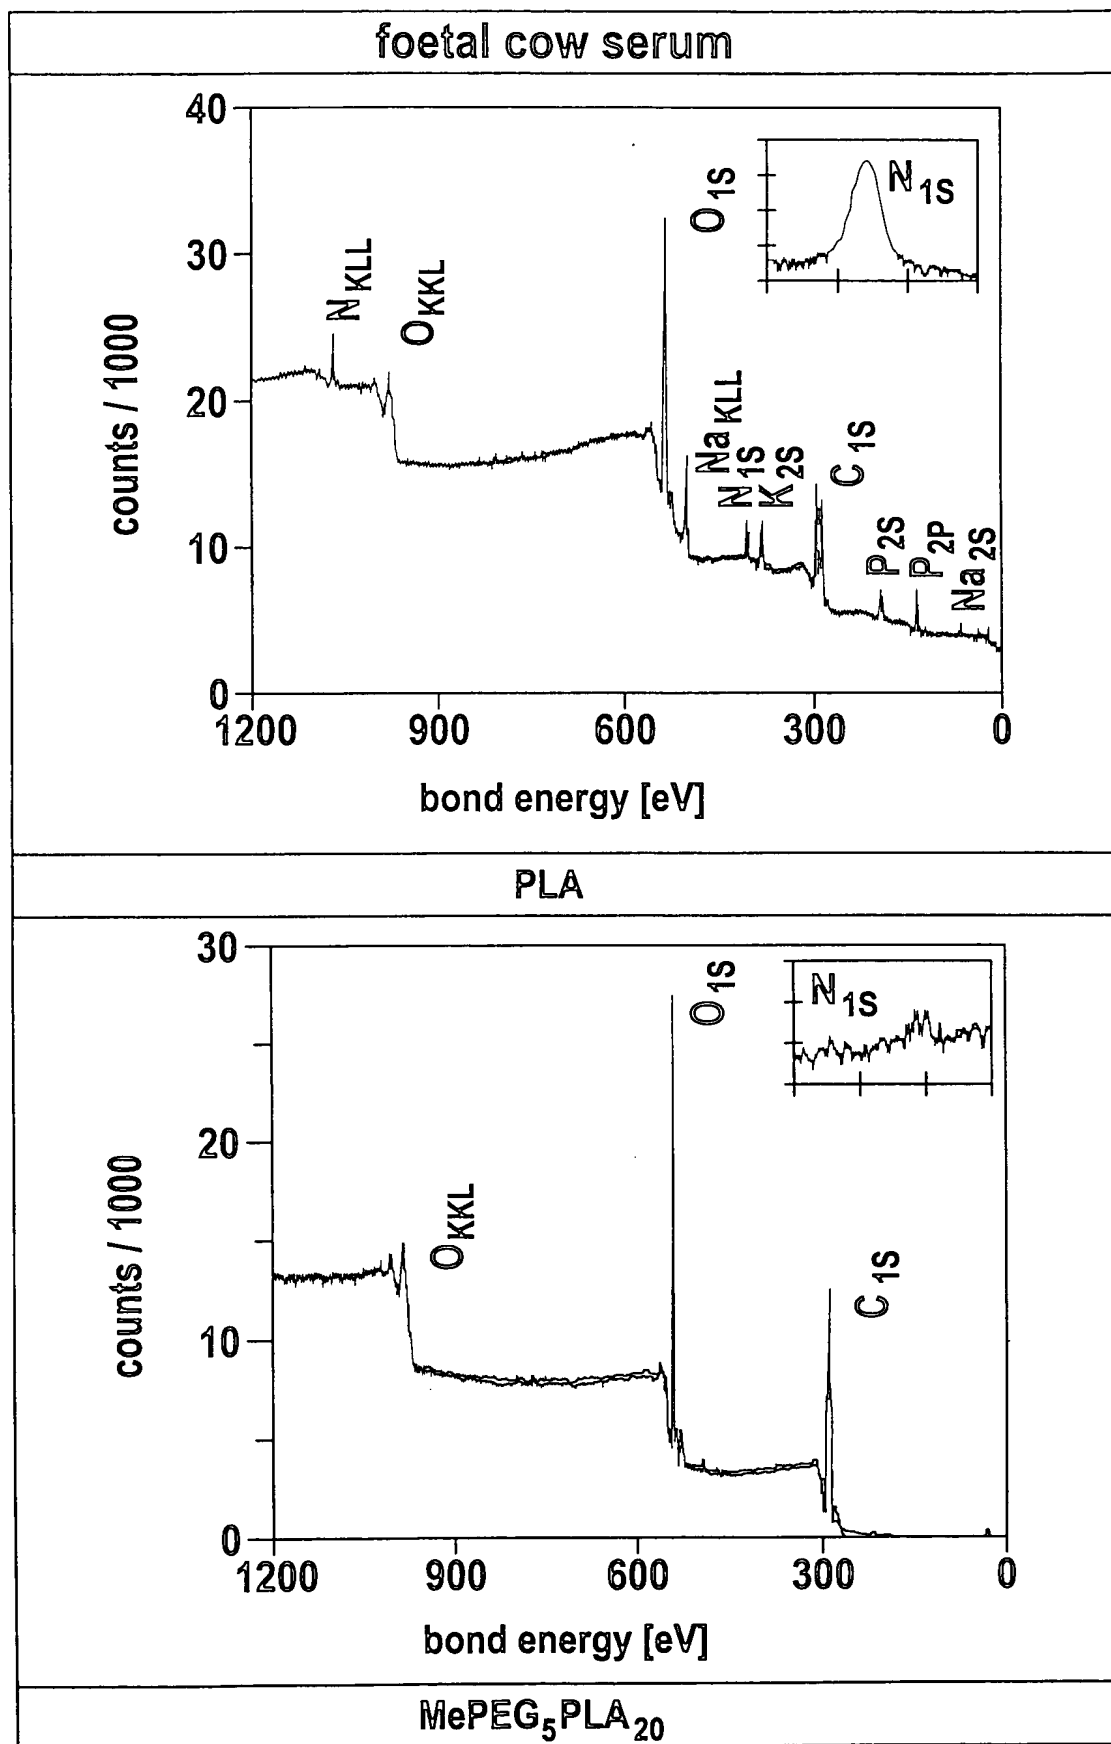 foetal cow serum
40
30
20
10
0
counts / 1000
N KLL
O KKL
O 1S
Na KLL
N 1S
K 2S
C 1S
P 2S
P 2P
Na 2S
N 1S
1200 900 600 300 0
bond energy [eV]
PLA
30
20
10
0
counts / 1000
O KKL
O 1S
C 1S
N 1S
1200 900 600 300 0
bond energy [eV]
MePEG5PLA20